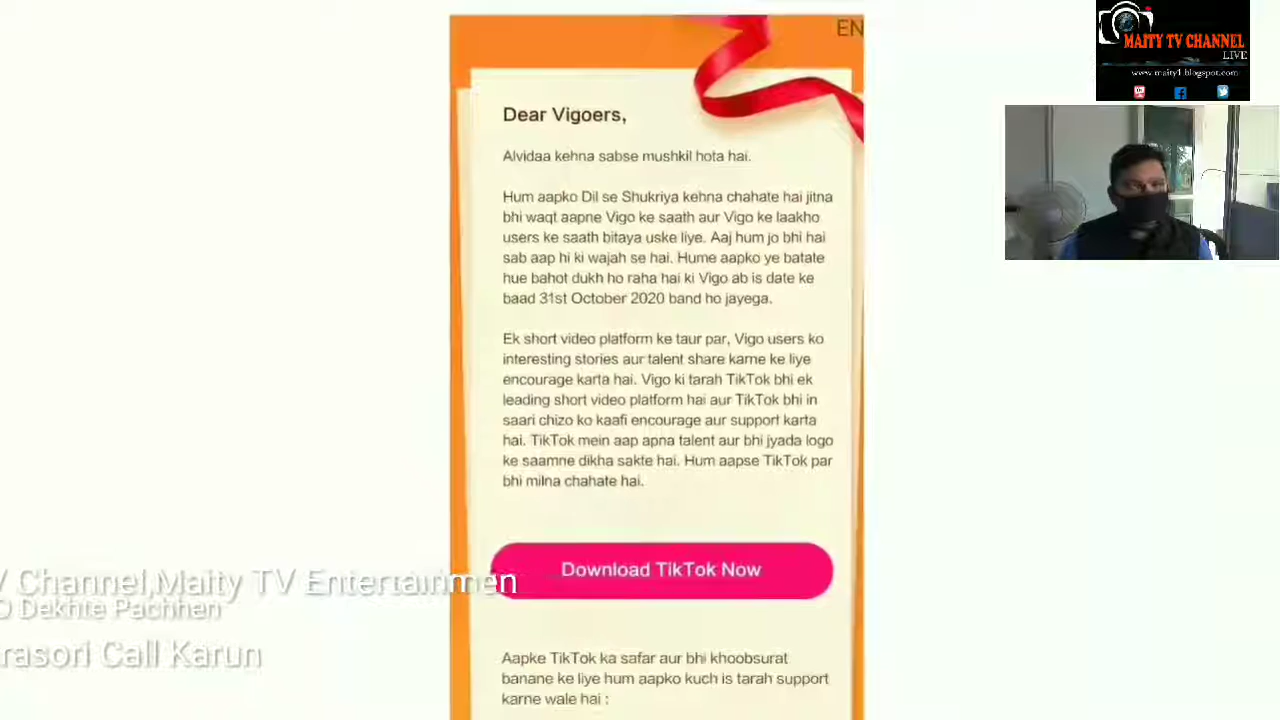 EN
MAITY TV CHANNEL
LIVE
www.maity1.blogspot.com
Dear Vigoers,
Alvidaa kehna sabse mushkil hota hai.
Hum aapko Dil se Shukriya kehna chahate hai jitna
bhi waqt aapne Vigo ke saath aur Vigo ke laakho
users ke saath bitaya uske liye. Aaj hum jo bhi hai
sab aap hi ki wajah se hai. Hume aapko ye batate
hue bahot dukh ho raha hai ki Vigo ab is date ke
baad 31st October 2020 band ho jayega.
Ek short video platform ke taur par, Vigo users ko
interesting stories aur talent share karne ke liye
encourage karta hai. Vigo ki tarah TikTok bhi ek
leading short video platform hai aur TikTok bhi in
saari chizo ko kaafi encourage aur support karta
hai. TikTok mein aap apna talent aur bhi jyada logo
ke saamne dikha sakte hai. Hum aapse TikTok par
bhi milna chahate hai.
Download TikTok Now
V Channel,Maity TV Entertainmen
O Dekhte Pachhen
rasori Call Karun
Aapke TikTok ka safar aur bhi khoobsurat
banane ke liye hum aapko kuch is tarah support
karne wale hai :